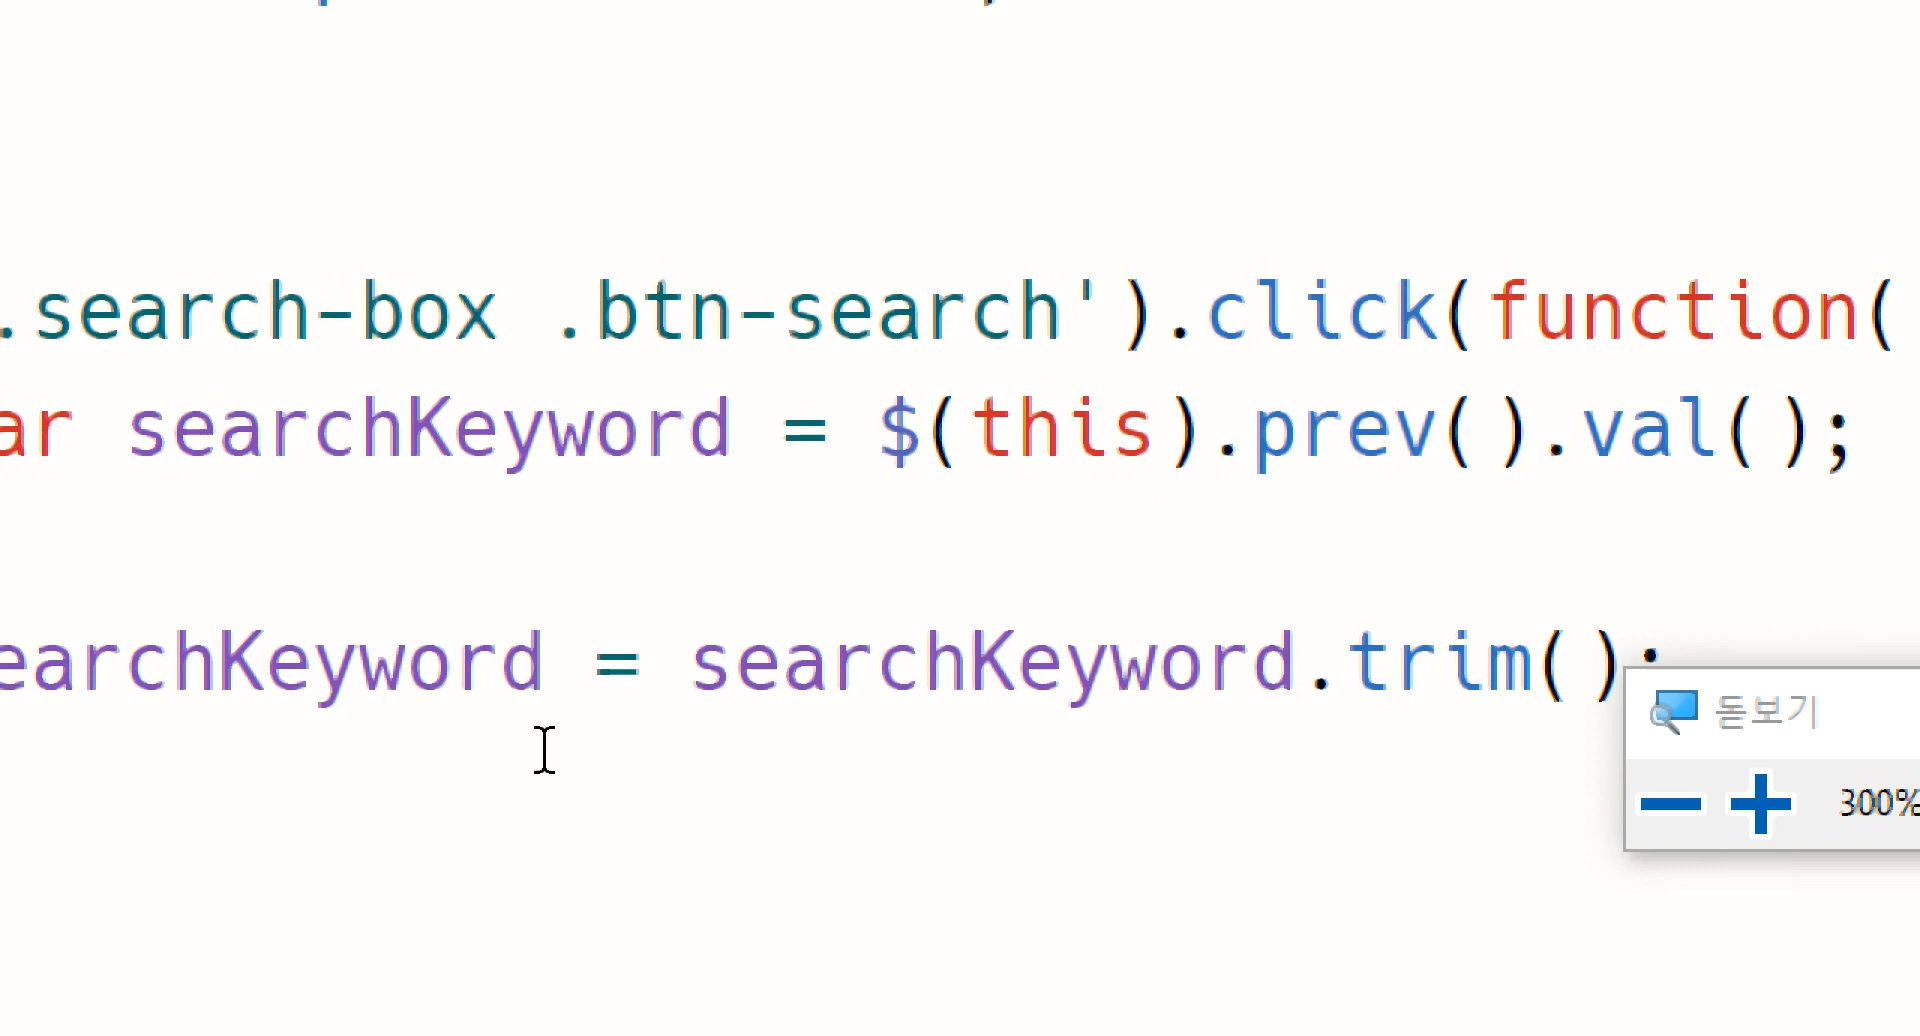 .search-box .btn-search').click(function(
ar searchKeyword = $(this).prev().val();
earchKeyword = searchKeyword.trim();
돋보기
300%